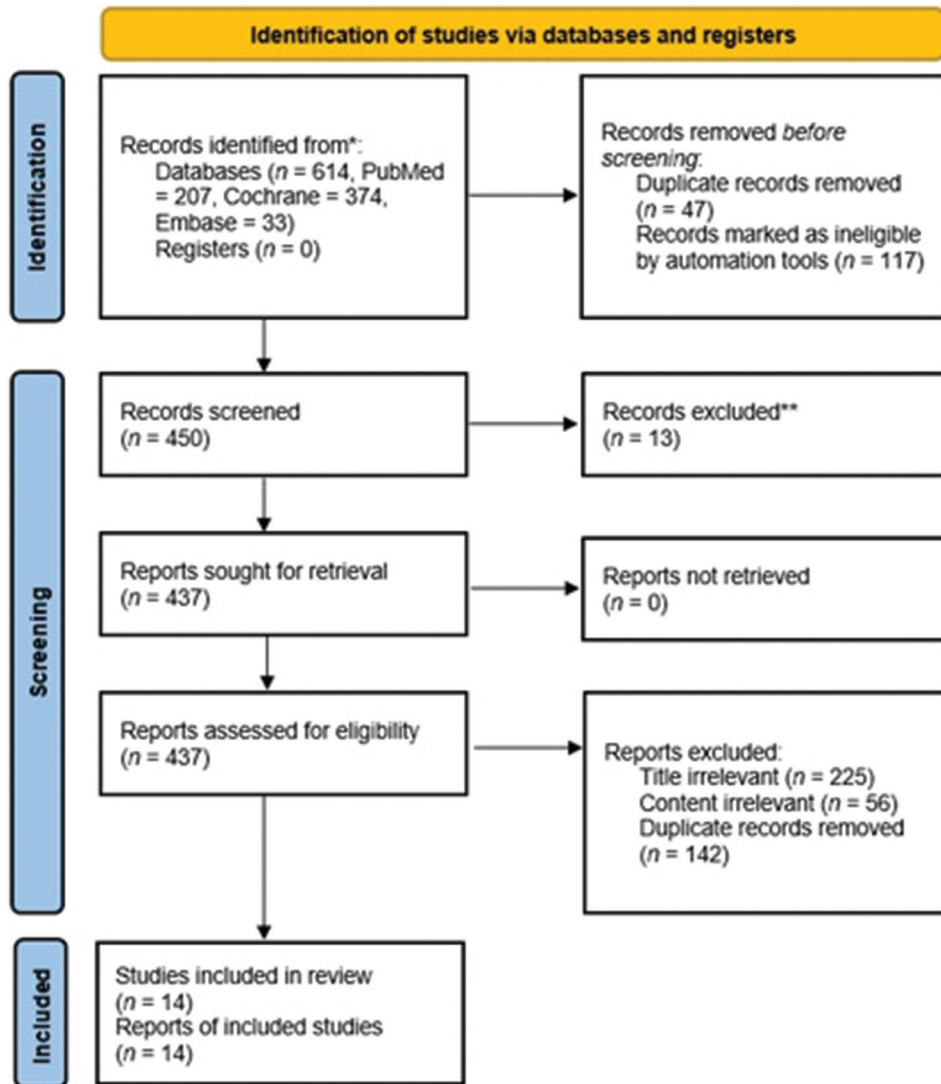 Identification of studies via databases and registers
Identification
Records identified from*:
Databases (n = 614, PubMed
= 207, Cochrane = 374,
Embase = 33)
Registers (n = 0)
Records removed before
screening:
Duplicate records removed
(n = 47)
Records marked as ineligible
by automation tools (n = 117)
Screening
Records screened
(n = 450)
Records excluded**
(n = 13)
Reports sought for retrieval
(n = 437)
Reports not retrieved
(n = 0)
Reports assessed for eligibility
(n = 437)
Reports excluded:
Title irrelevant (n = 225)
Content irrelevant (n = 56)
Duplicate records removed
(n = 142)
Included
Studies included in review
(n = 14)
Reports of included studies
(n = 14)